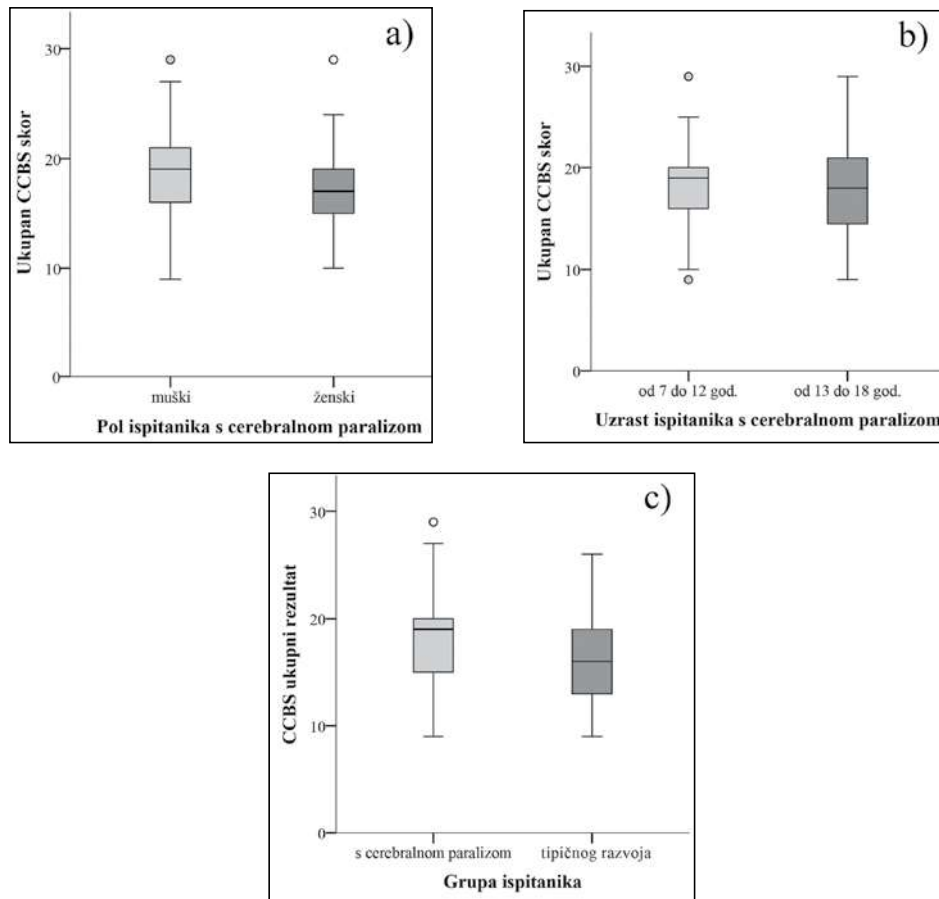 a)
Ukupan CCBS skor
30
20
10
0
muški
ženski
Pol ispitanika s cerebralnom paralizom
b)
Ukupan CCBS skor
30
20
10
0
od 7 do 12 god.
od 13 do 18 god.
Uzrast ispitanika s cerebralnom paralizom
c)
CCBS ukupni rezultat
30
20
10
0
s cerebralnom paralizom
tipičnog razvoja
Grupa ispitanika